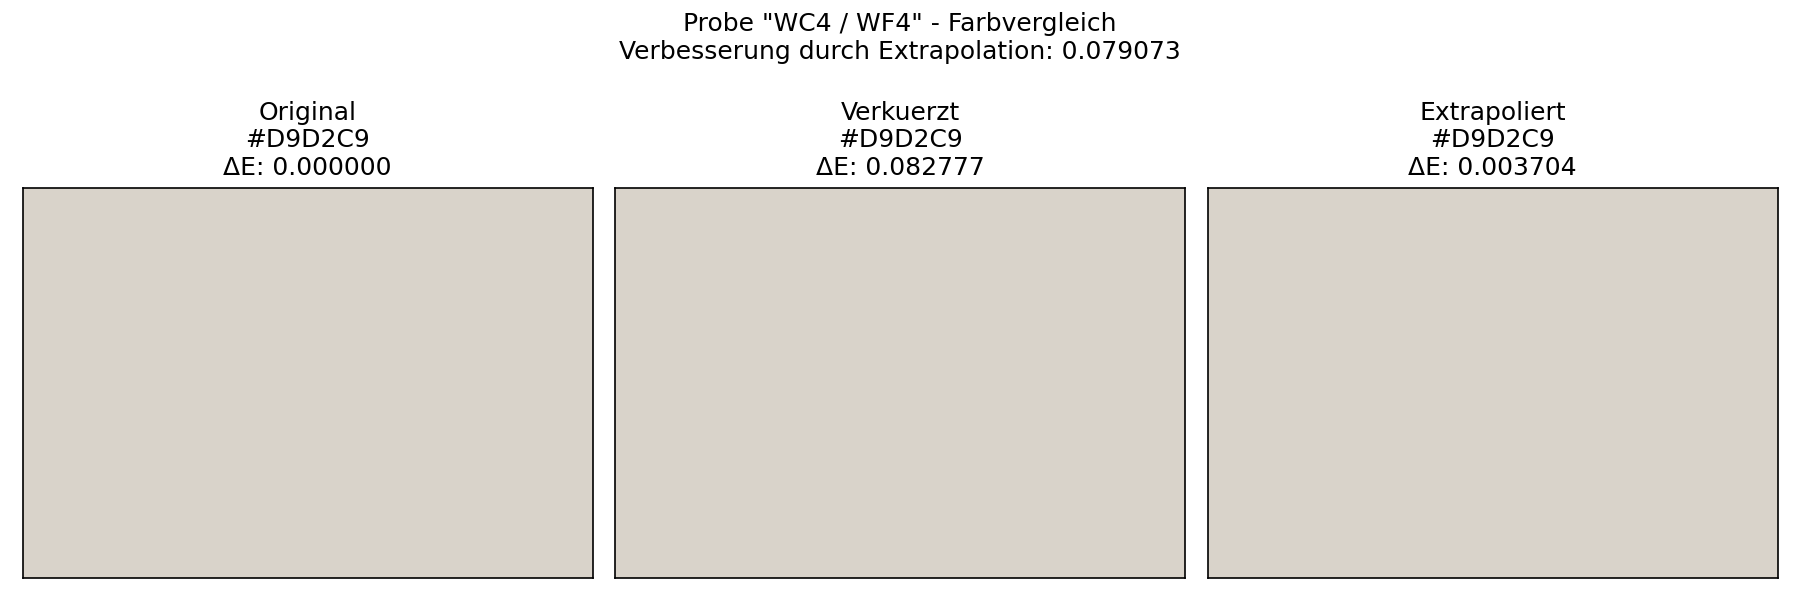 Probe "WC4 / WF4" - Farbvergleich
Verbesserung durch Extrapolation: 0.079073
Original
#D9D2C9
ΔE: 0.000000
Verkuerzt
#D9D2C9
ΔE: 0.082777
Extrapoliert
#D9D2C9
ΔE: 0.003704